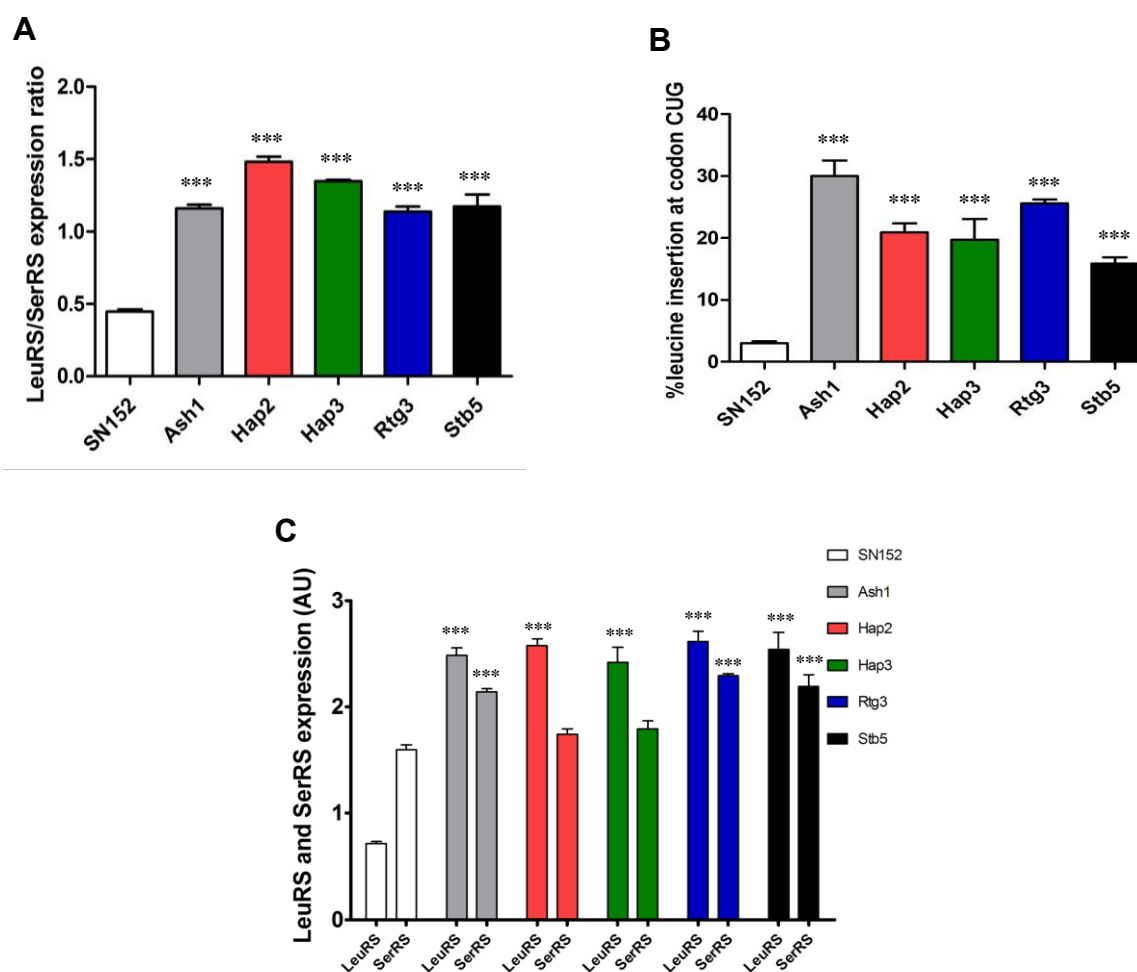 A
LeuRS/SerRS expression ratio
2.0
1.5
1.0
0.5
0.0
*** *** *** *** ***
SN152 Ash1 Hap2 Hap3 Rtg3 Stb5
B
%leucine insertion at codon CUG
40
30
20
10
0
*** *** *** *** ***
SN152 Ash1 Hap2 Hap3 Rtg3 Stb5
C
LeuRS and SerRS expression (AU)
3
2
1
0
*** *** *** *** *** *** *** ***
LeuRS SerRS LeuRS SerRS LeuRS SerRS LeuRS SerRS LeuRS SerRS LeuRS SerRS
SN152
Ash1
Hap2
Hap3
Rtg3
Stb5